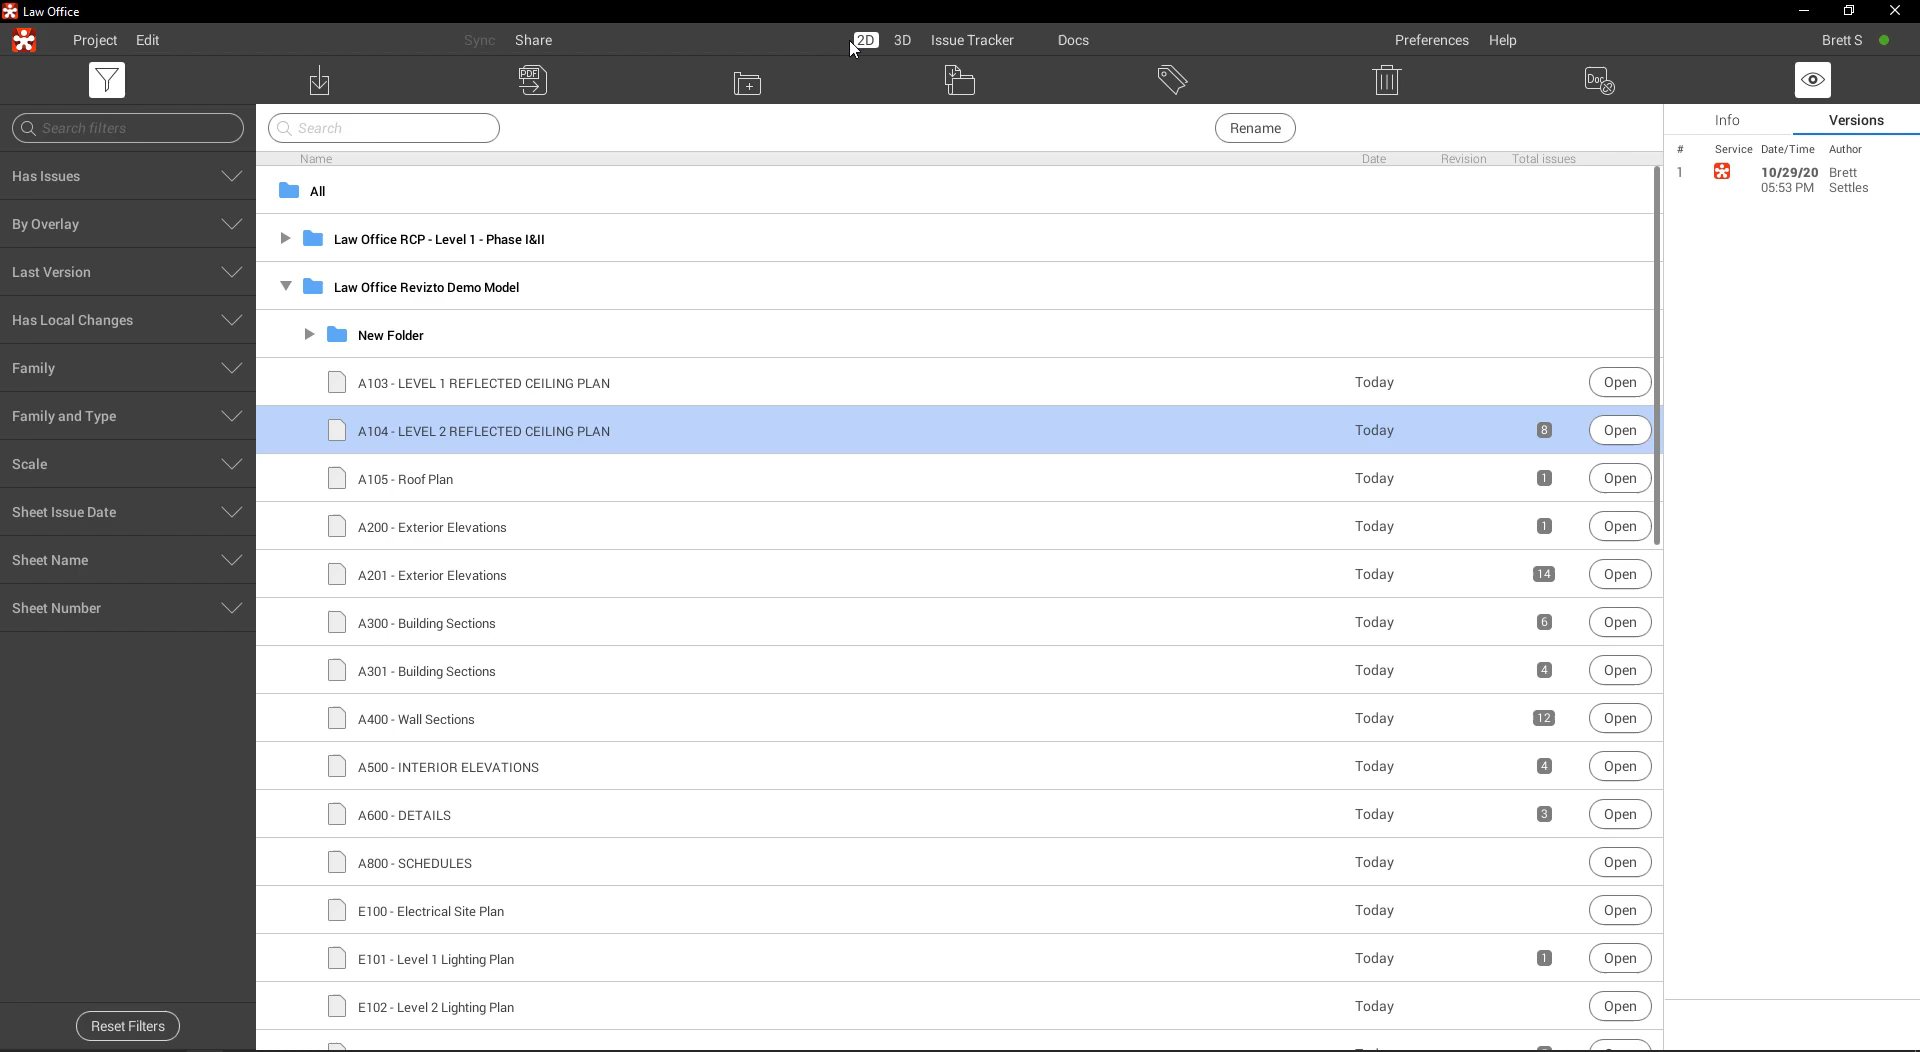 Law Office
Project Edit Sync Share 2D 3D Issue Tracker Docs Preferences Help Brett S
PDF Doc
Search filters
Search
Rename
Info Versions
Name Date Revision Total issues
# Service Date/Time Author
1 10/29/20 Brett
05:53 PM Settles
Has Issues
By Overlay
Last Version
Has Local Changes
Family
Family and Type
Scale
Sheet Issue Date
Sheet Name
Sheet Number
Reset Filters
All
Law Office RCP - Level 1 - Phase I&II
Law Office Revizto Demo Model
New Folder
A103 - LEVEL 1 REFLECTED CEILING PLAN Today Open
A104 - LEVEL 2 REFLECTED CEILING PLAN Today 8 Open
A105 - Roof Plan Today 1 Open
A200 - Exterior Elevations Today 1 Open
A201 - Exterior Elevations Today 14 Open
A300 - Building Sections Today 6 Open
A301 - Building Sections Today 4 Open
A400 - Wall Sections Today 12 Open
A500 - INTERIOR ELEVATIONS Today 4 Open
A600 - DETAILS Today 3 Open
A800 - SCHEDULES Today Open
E100 - Electrical Site Plan Today Open
E101 - Level 1 Lighting Plan Today 1 Open
E102 - Level 2 Lighting Plan Today Open